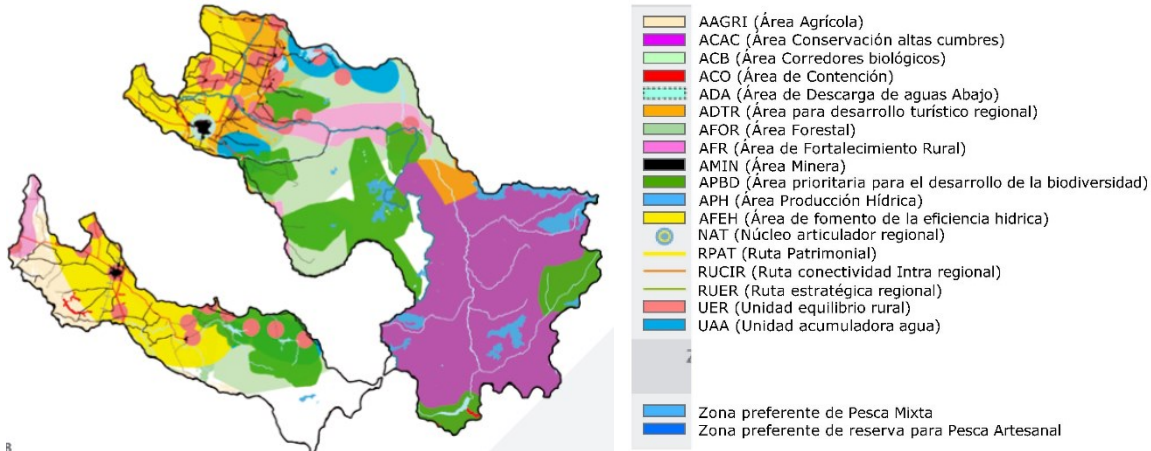 AAGRI (Área Agrícola)
ACAC (Área Conservación altas cumbres)
ACB (Área Corredores biológicos)
ACO (Área de Contención)
ADA (Área de Descarga de aguas Abajo)
ADTR (Área para desarrollo turístico regional)
AFOR (Área Forestal)
AFR (Área de Fortalecimiento Rural)
AMIN (Área Minera)
APBD (Área prioritaria para el desarrollo de la biodiversidad)
APH (Área Producción Hídrica)
AFEH (Área de fomento de la eficiencia hidrica)
NAT (Núcleo articulador regional)
RPAT (Ruta Patrimonial)
RUCIR (Ruta conectividad Intra regional)
RUER (Ruta estratégica regional)
UER (Unidad equilibrio rural)
UAA (Unidad acumuladora agua)
Zona preferente de Pesca Mixta
Zona preferente de reserva para Pesca Artesanal